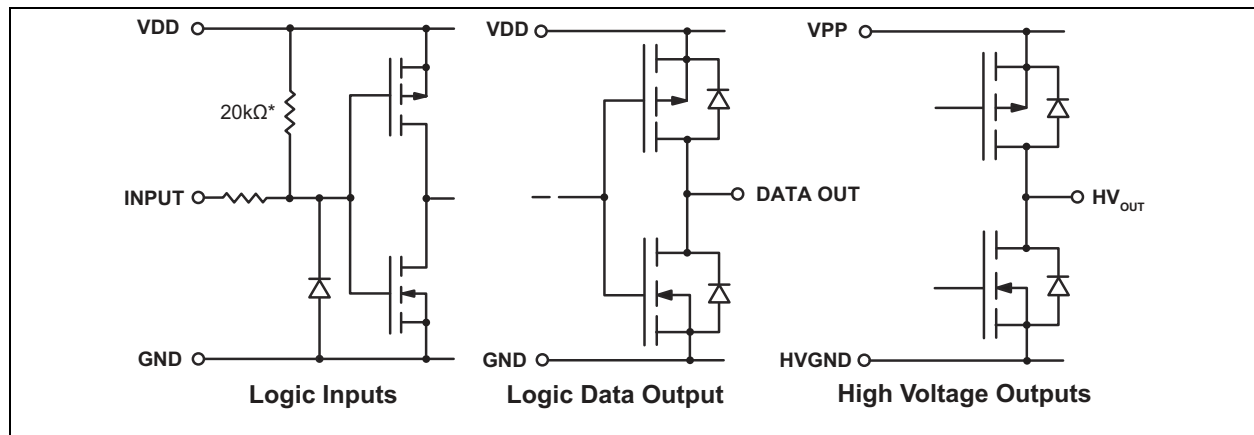 VDD
20kΩ*
INPUT
GND
Logic Inputs
VDD
DATA OUT
GND
Logic Data Output
VPP
HVOUT
HVGND
High Voltage Outputs